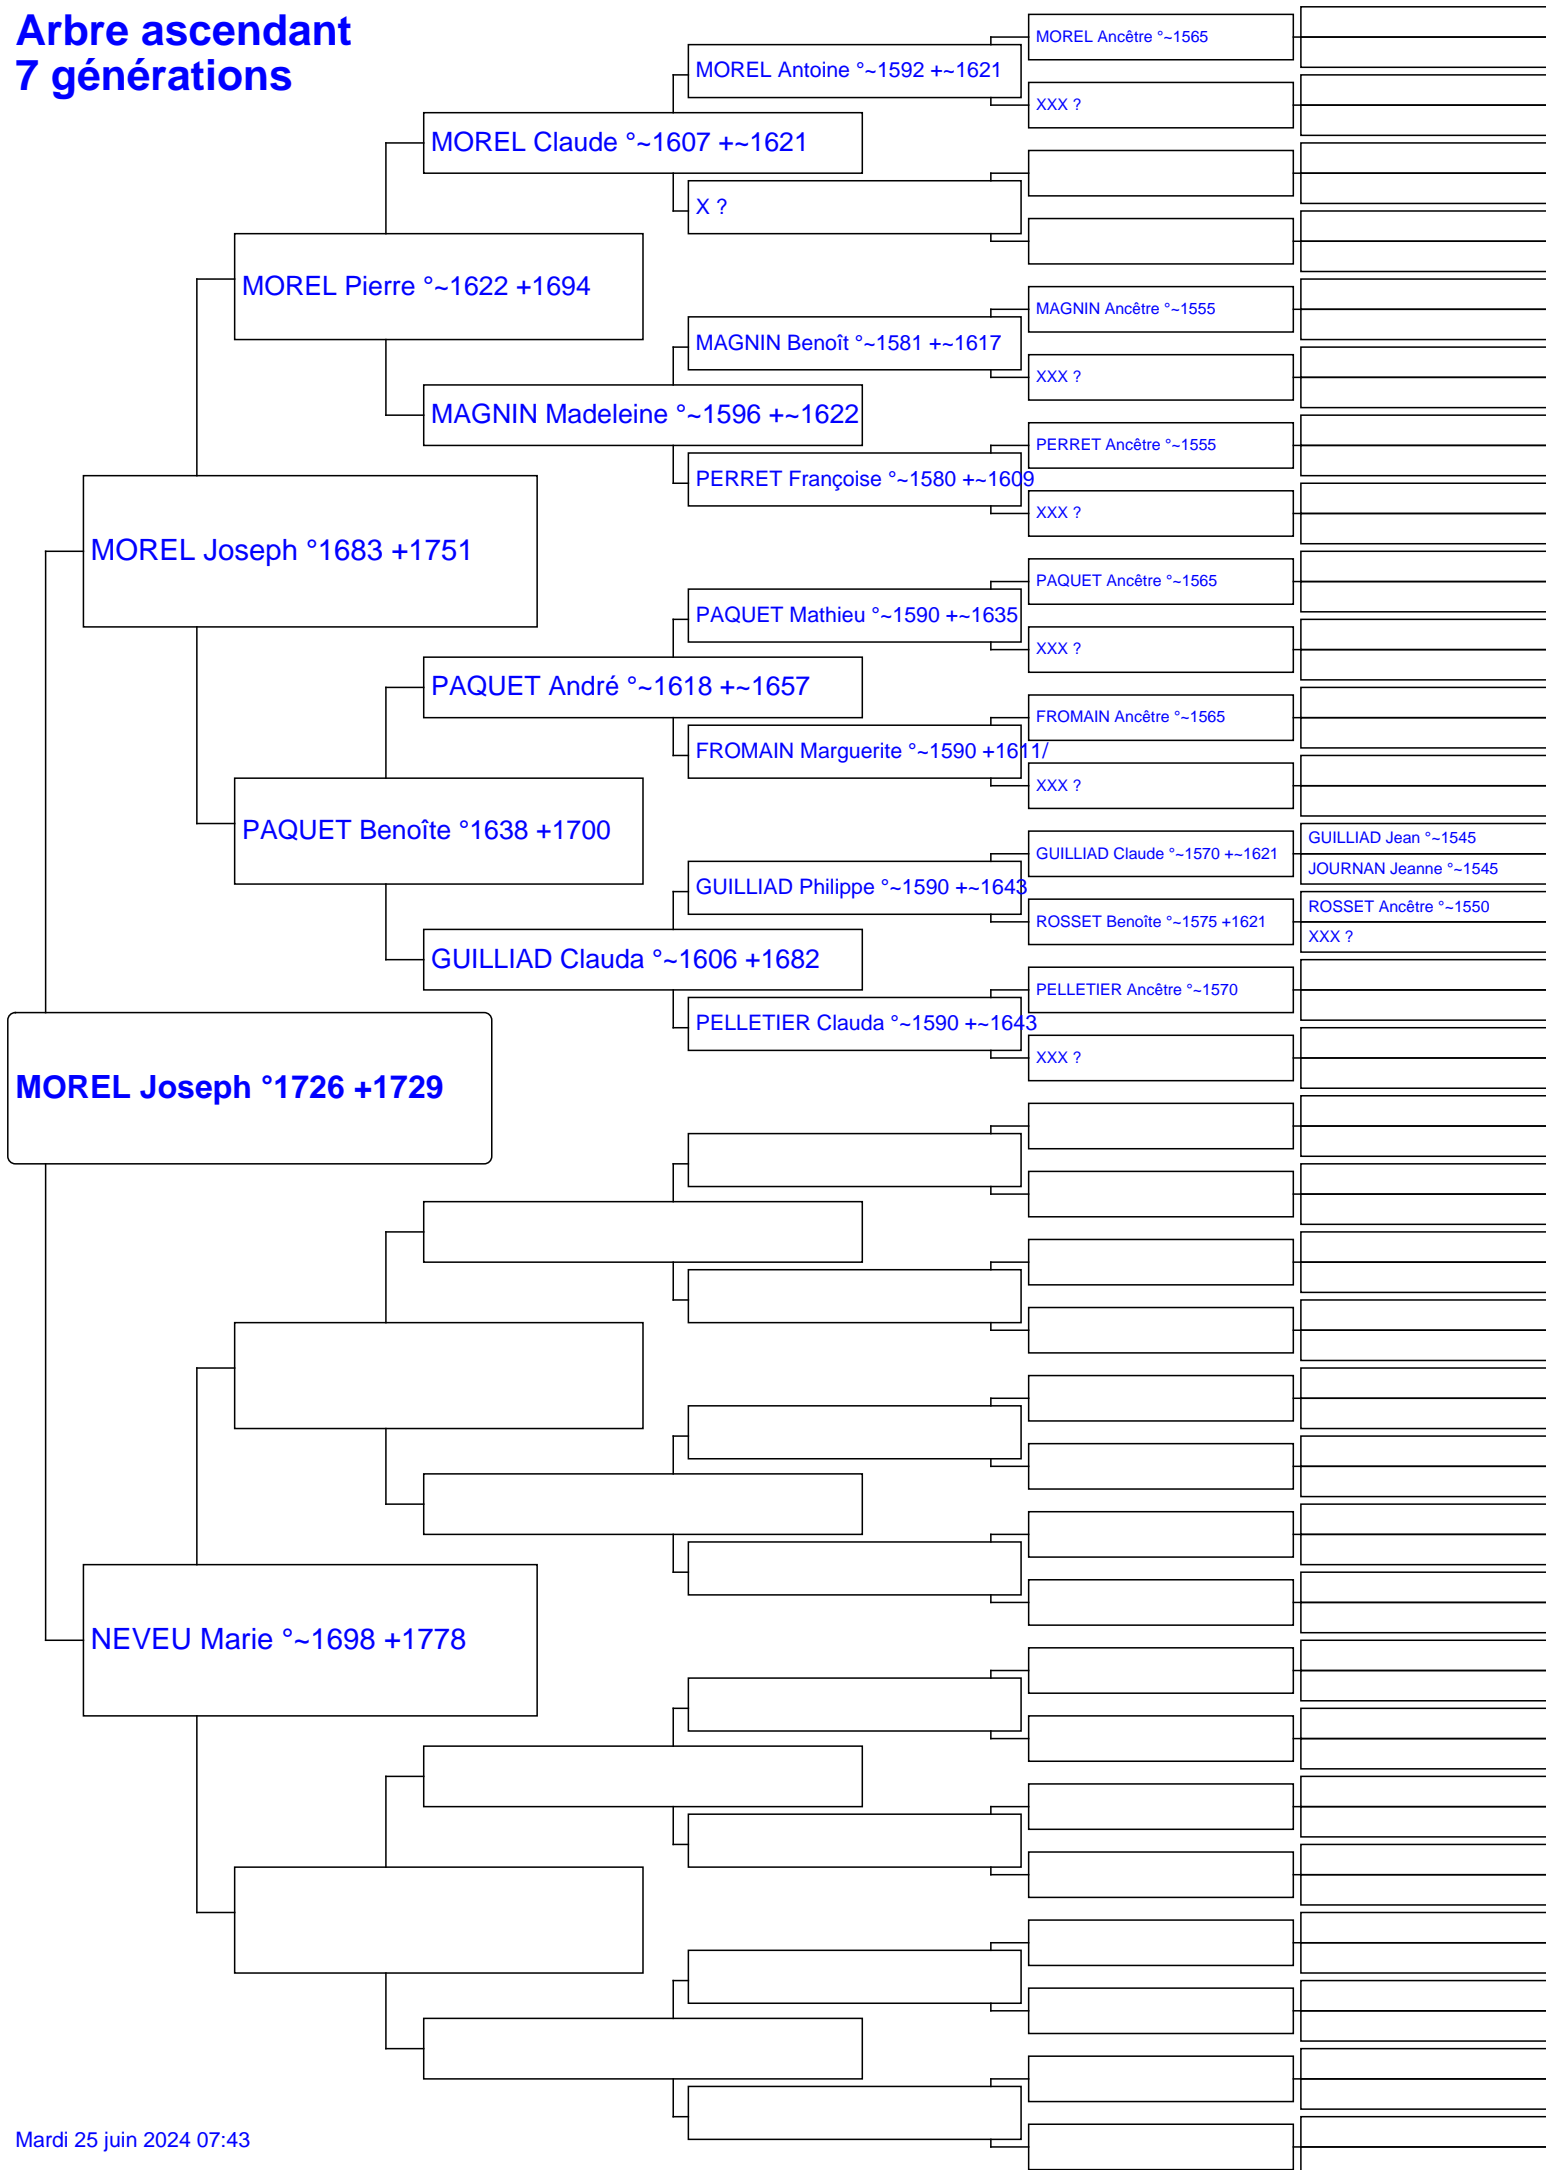 Arbre ascendant
7 générations
MOREL Ancêtre °~1565
MOREL Antoine °~1592 +~1621
XXX ?
MOREL Claude °~1607 +~1621
X ?
MOREL Pierre °~1622 +1694
MAGNIN Ancêtre °~1555
MAGNIN Benoît °~1581 +~1617
XXX ?
MAGNIN Madeleine °~1596 +~1622
PERRET Ancêtre °~1555
PERRET Françoise °~1580 +~1609
XXX ?
MOREL Joseph °1683 +1751
PAQUET Ancêtre °~1565
PAQUET Mathieu °~1590 +~1635
XXX ?
PAQUET André °~1618 +~1657
FROMAIN Ancêtre °~1565
FROMAIN Marguerite °~1590 +1611/
XXX ?
PAQUET Benoîte °1638 +1700
GUILLIAD Jean °~1545
GUILLIAD Claude °~1570 +~1621
JOURNAN Jeanne °~1545
GUILLIAD Philippe °~1590 +~1643
ROSSET Ancêtre °~1550
ROSSET Benoîte °~1575 +1621
XXX ?
GUILLIAD Clauda °~1606 +1682
PELLETIER Ancêtre °~1570
PELLETIER Clauda °~1590 +~1643
XXX ?
MOREL Joseph °1726 +1729
NEVEU Marie °~1698 +1778
Mardi 25 juin 2024 07:43